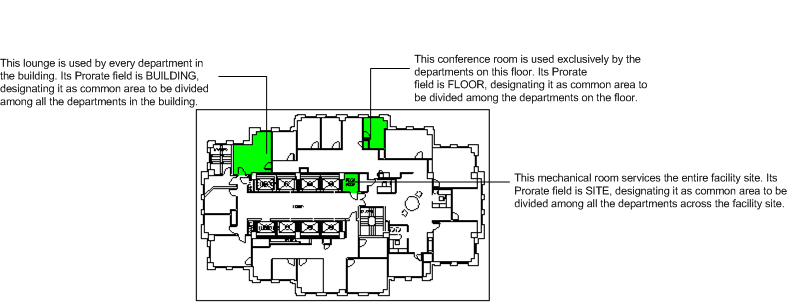 This lounge is used by every department in
the building. Its Prorate field is BUILDING,
designating it as common area to be divided
among all the departments in the building.
This conference room is used exclusively by the
departments on this floor. Its Prorate
field is FLOOR, designating it as common area to
be divided among the departments on the floor.
This mechanical room services the entire facility site. Its
Prorate field is SITE, designating it as common area to be
divided among all the departments across the facility site.